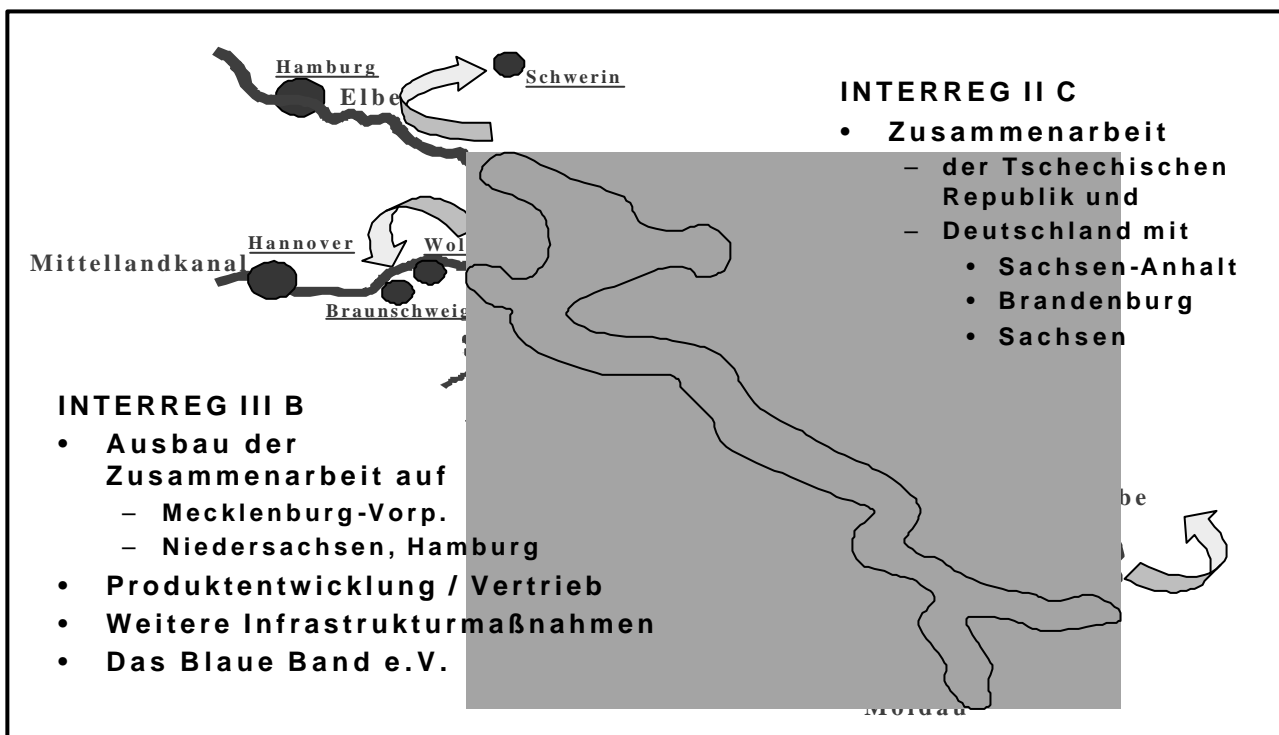 Hamburg
Elbe
Schwerin
Hannover
Mittellandkanal
Braunschweig
INTERREG II C
• Zusammenarbeit
– der Tschechischen
Republik und
– Deutschland mit
• Sachsen-Anhalt
• Brandenburg
• Sachsen
INTERREG III B
• Ausbau der
Zusammenarbeit auf
– Mecklenburg-Vorp.
– Niedersachsen, Hamburg
• Produktentwicklung / Vertrieb
• Weitere Infrastrukturmaßnahmen
• Das Blaue Band e.V.
Moldau